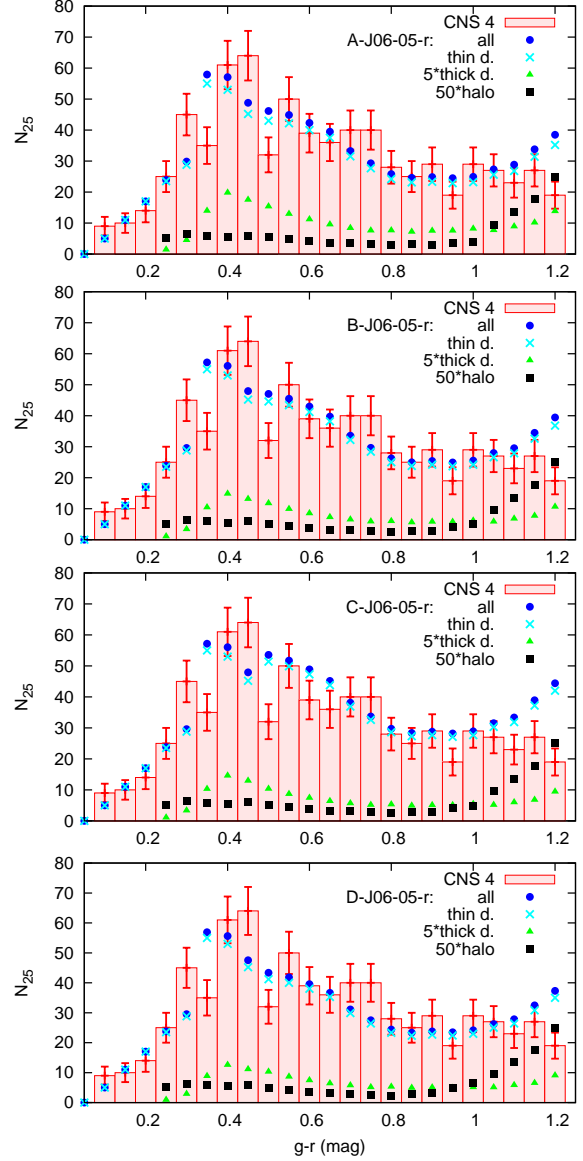 80
70
60
50
40
30
20
10
0
N25
CNS 4
A-J06-05-r: all
thin d.
5*thick d.
50*halo
0.2 0.4 0.6 0.8 1 1.2
80
70
60
50
40
30
20
10
0
N25
CNS 4
B-J06-05-r: all
thin d.
5*thick d.
50*halo
0.2 0.4 0.6 0.8 1 1.2
80
70
60
50
40
30
20
10
0
N25
CNS 4
C-J06-05-r: all
thin d.
5*thick d.
50*halo
0.2 0.4 0.6 0.8 1 1.2
80
70
60
50
40
30
20
10
0
N25
CNS 4
D-J06-05-r: all
thin d.
5*thick d.
50*halo
0.2 0.4 0.6 0.8 1 1.2
g-r (mag)